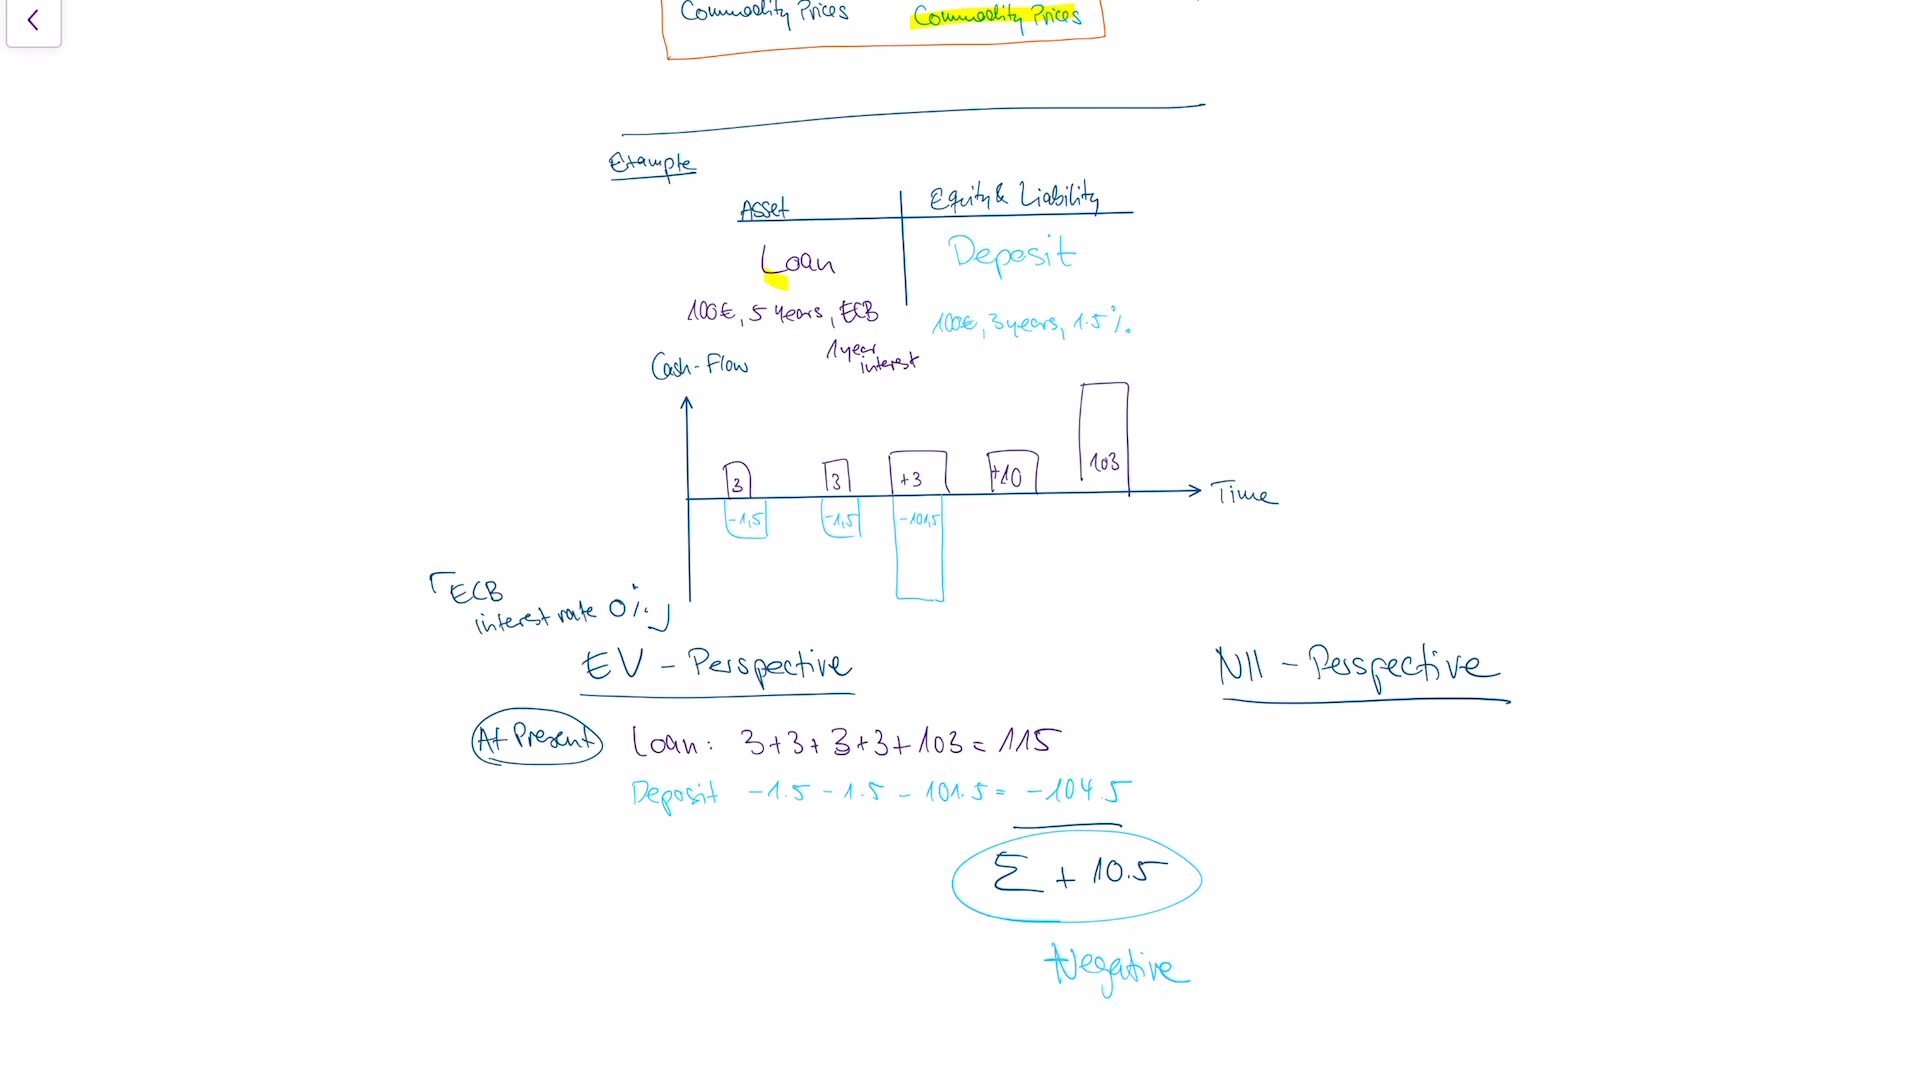 Commodity Prices Commodity Prices
Example
Asset Equity & Liability
Loan Deposit
100€, 5 years, ECB
1 year interest
100€, 3 years, 1.5%
Cash-Flow
3 3 +3 +10 103
Time
-1,5 -1,5 -101,5
ECB
interest rate 0%
EV - Perspective NII - Perspective
At Present Loan: 3+3+3+3+103 = 115
Deposit -1.5 - 1.5 - 101.5 = -104 5
Σ + 10.5
Negative